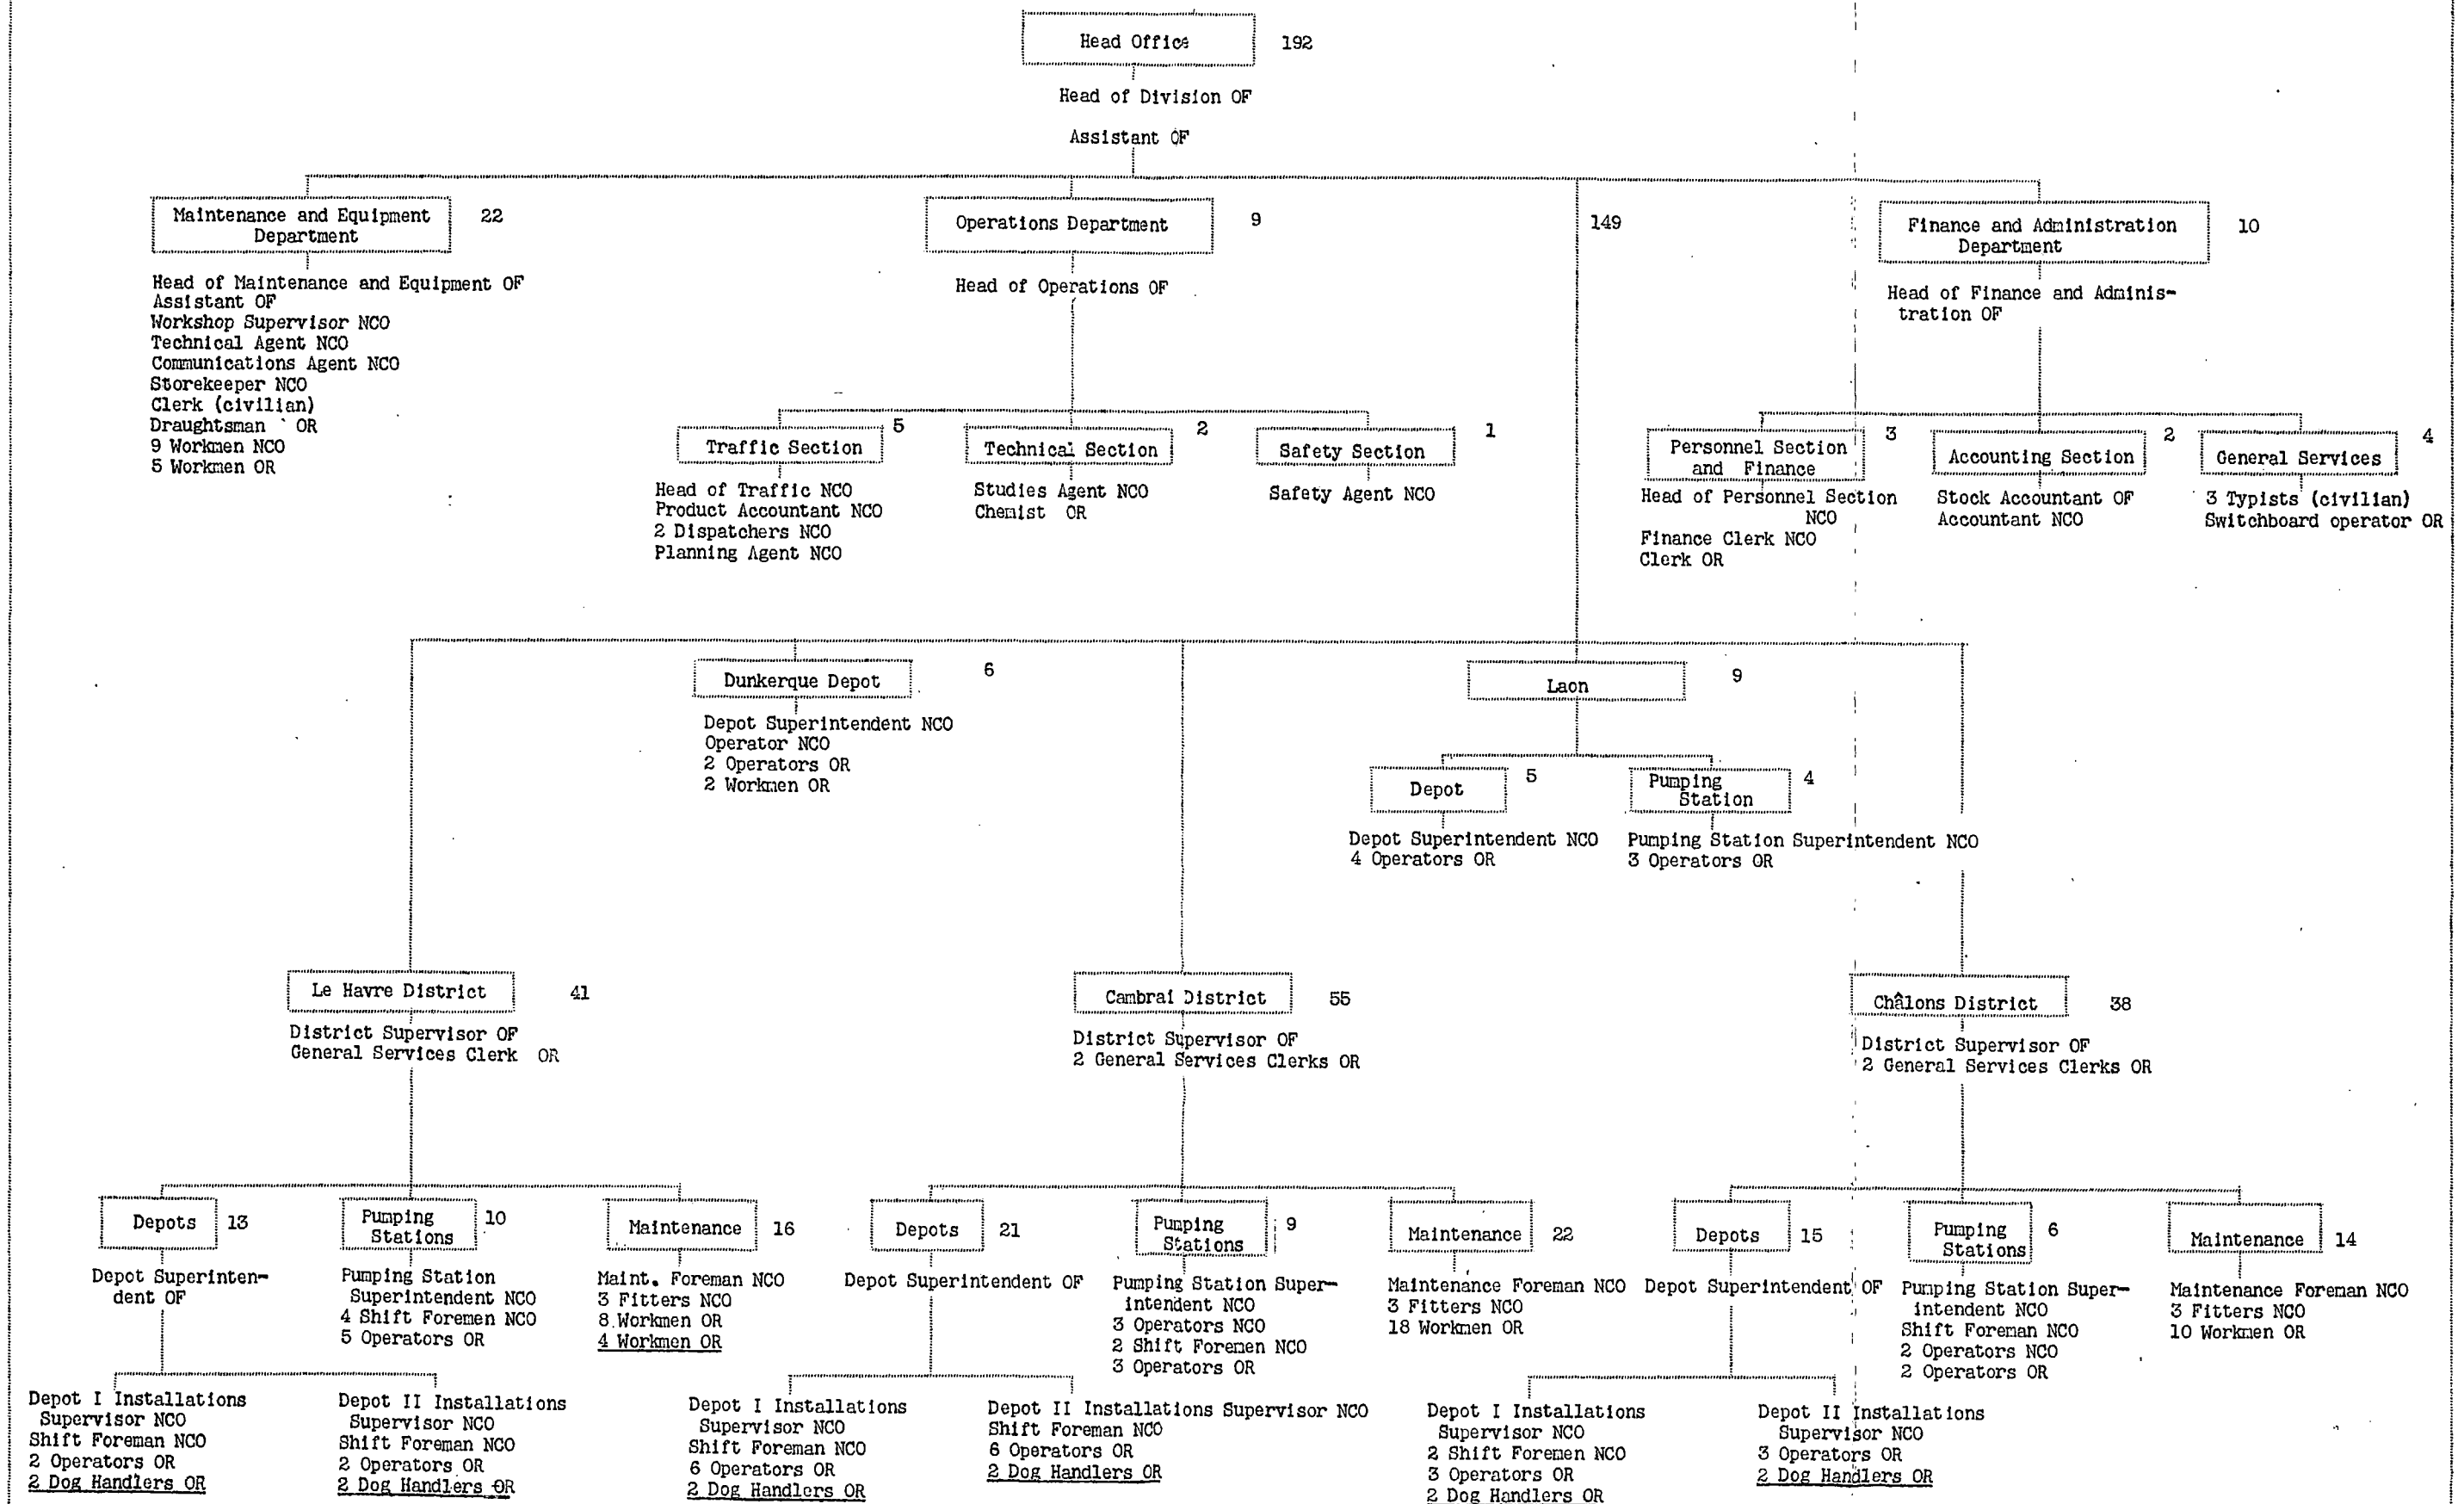 Head Office 192
Head of Division OF
Assistant OF
Maintenance and Equipment
Department
22
Head of Maintenance and Equipment OF
Assistant OF
Workshop Supervisor NCO
Technical Agent NCO
Communications Agent NCO
Storekeeper NCO
Clerk (civilian)
Draughtsman OR
9 Workmen NCO
5 Workmen OR
Operations Department 9
Head of Operations OF
Traffic Section 5
Head of Traffic NCO
Product Accountant NCO
2 Dispatchers NCO
Planning Agent NCO
Technical Section 2
Studies Agent NCO
Chemist OR
Safety Section 1
Safety Agent NCO
149
Finance and Administration
Department
10
Head of Finance and Adminis-
tration OF
Personnel Section
and Finance
3
Head of Personnel Section
NCO
Finance Clerk NCO
Clerk OR
Accounting Section 2
Stock Accountant OF
Accountant NCO
General Services 4
3 Typists (civilian)
Switchboard operator OR
Dunkerque Depot 6
Depot Superintendent NCO
Operator NCO
2 Operators OR
2 Workmen OR
Laon 9
Depot 5
Depot Superintendent NCO
4 Operators OR
Pumping
Station
4
Pumping Station Superintendent NCO
3 Operators OR
Le Havre District 41
District Supervisor OF
General Services Clerk OR
Depots 13
Depot Superinten-
dent OF
Depot I Installations
Supervisor NCO
Shift Foreman NCO
2 Operators OR
2 Dog Handlers OR
Depot II Installations
Supervisor NCO
Shift Foreman NCO
2 Operators OR
2 Dog Handlers OR
Pumping
Stations
10
Pumping Station
Superintendent NCO
4 Shift Foremen NCO
5 Operators OR
Maintenance 16
Maint. Foreman NCO
3 Fitters NCO
8 Workmen OR
4 Workmen OR
Cambrai District 55
District Supervisor OF
2 General Services Clerks OR
Depots 21
Depot Superintendent OF
Depot I Installations
Supervisor NCO
Shift Foreman NCO
6 Operators OR
2 Dog Handlers OR
Depot II Installations Supervisor NCO
Shift Foreman NCO
6 Operators OR
2 Dog Handlers OR
Pumping
Stations
9
Pumping Station Super-
intendent NCO
3 Operators NCO
2 Shift Foremen NCO
3 Operators OR
Maintenance 22
Maintenance Foreman NCO
3 Fitters NCO
18 Workmen OR
Châlons District 38
District Supervisor OF
2 General Services Clerks OR
Depots 15
Depot Superintendent OF
Depot I Installations
Supervisor NCO
2 Shift Foremen NCO
3 Operators OR
2 Dog Handlers OR
Depot II Installations
Supervisor NCO
3 Operators OR
2 Dog Handlers OR
Pumping
Stations
6
Pumping Station Super-
intendent NCO
Shift Foreman NCO
2 Operators NCO
2 Operators OR
Maintenance 14
Maintenance Foreman NCO
3 Fitters NCO
10 Workmen OR